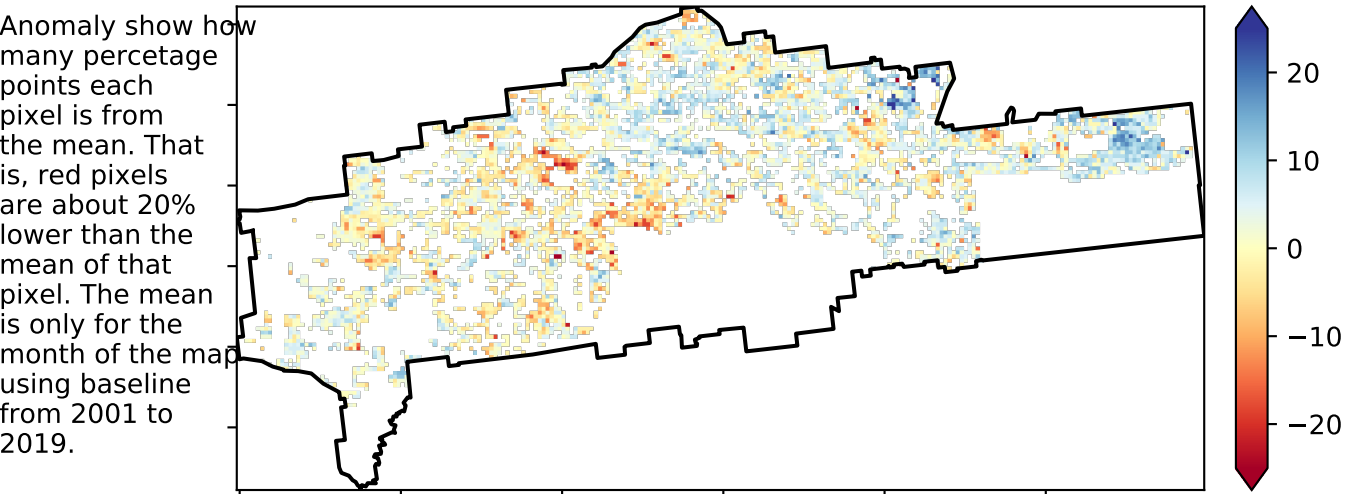 Anomaly show how
many percetage
points each
pixel is from
the mean. That
is, red pixels
are about 20%
lower than the
mean of that
pixel. The mean
is only for the
month of the map
using baseline
from 2001 to
2019.
20
10
0
−10
−20